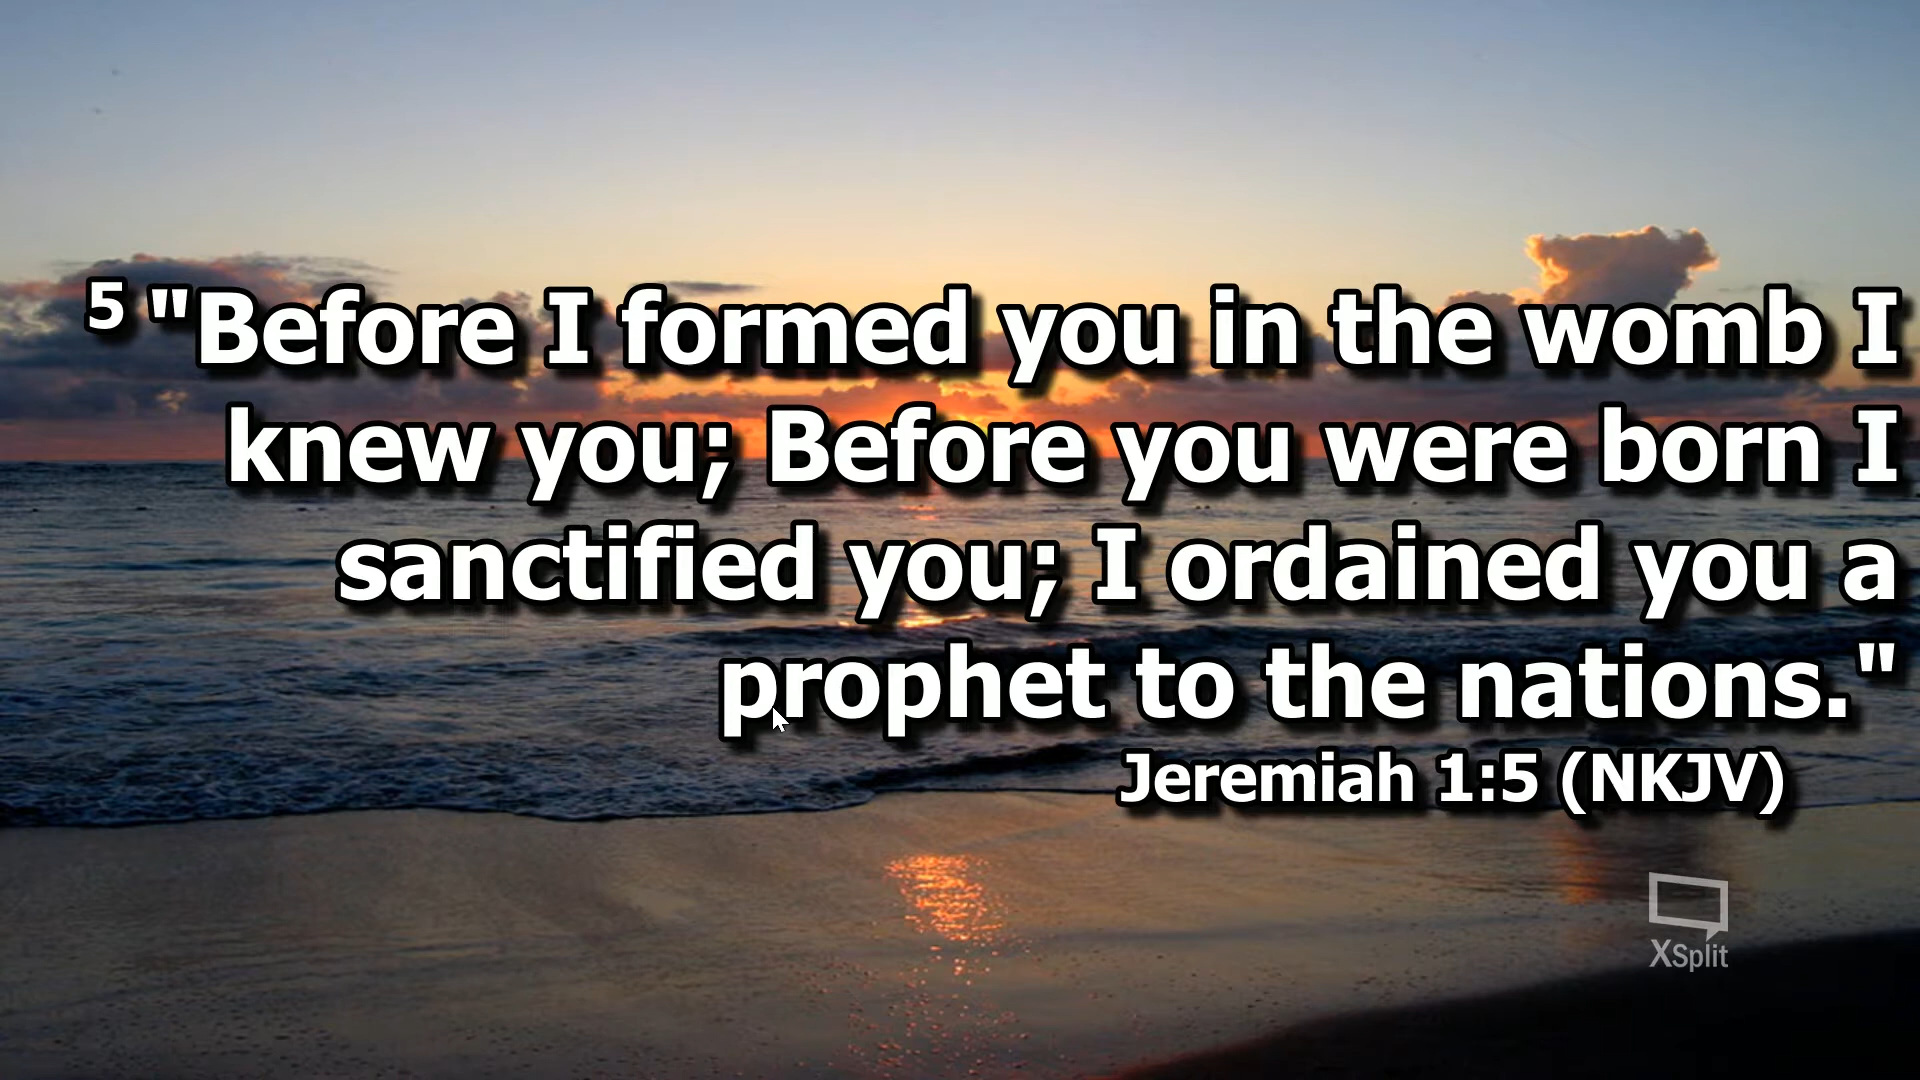 5 "Before I formed you in the womb I
knew you; Before you were born I
sanctified you; I ordained you a
prophet to the nations."
Jeremiah 1:5 (NKJV)
XSplit